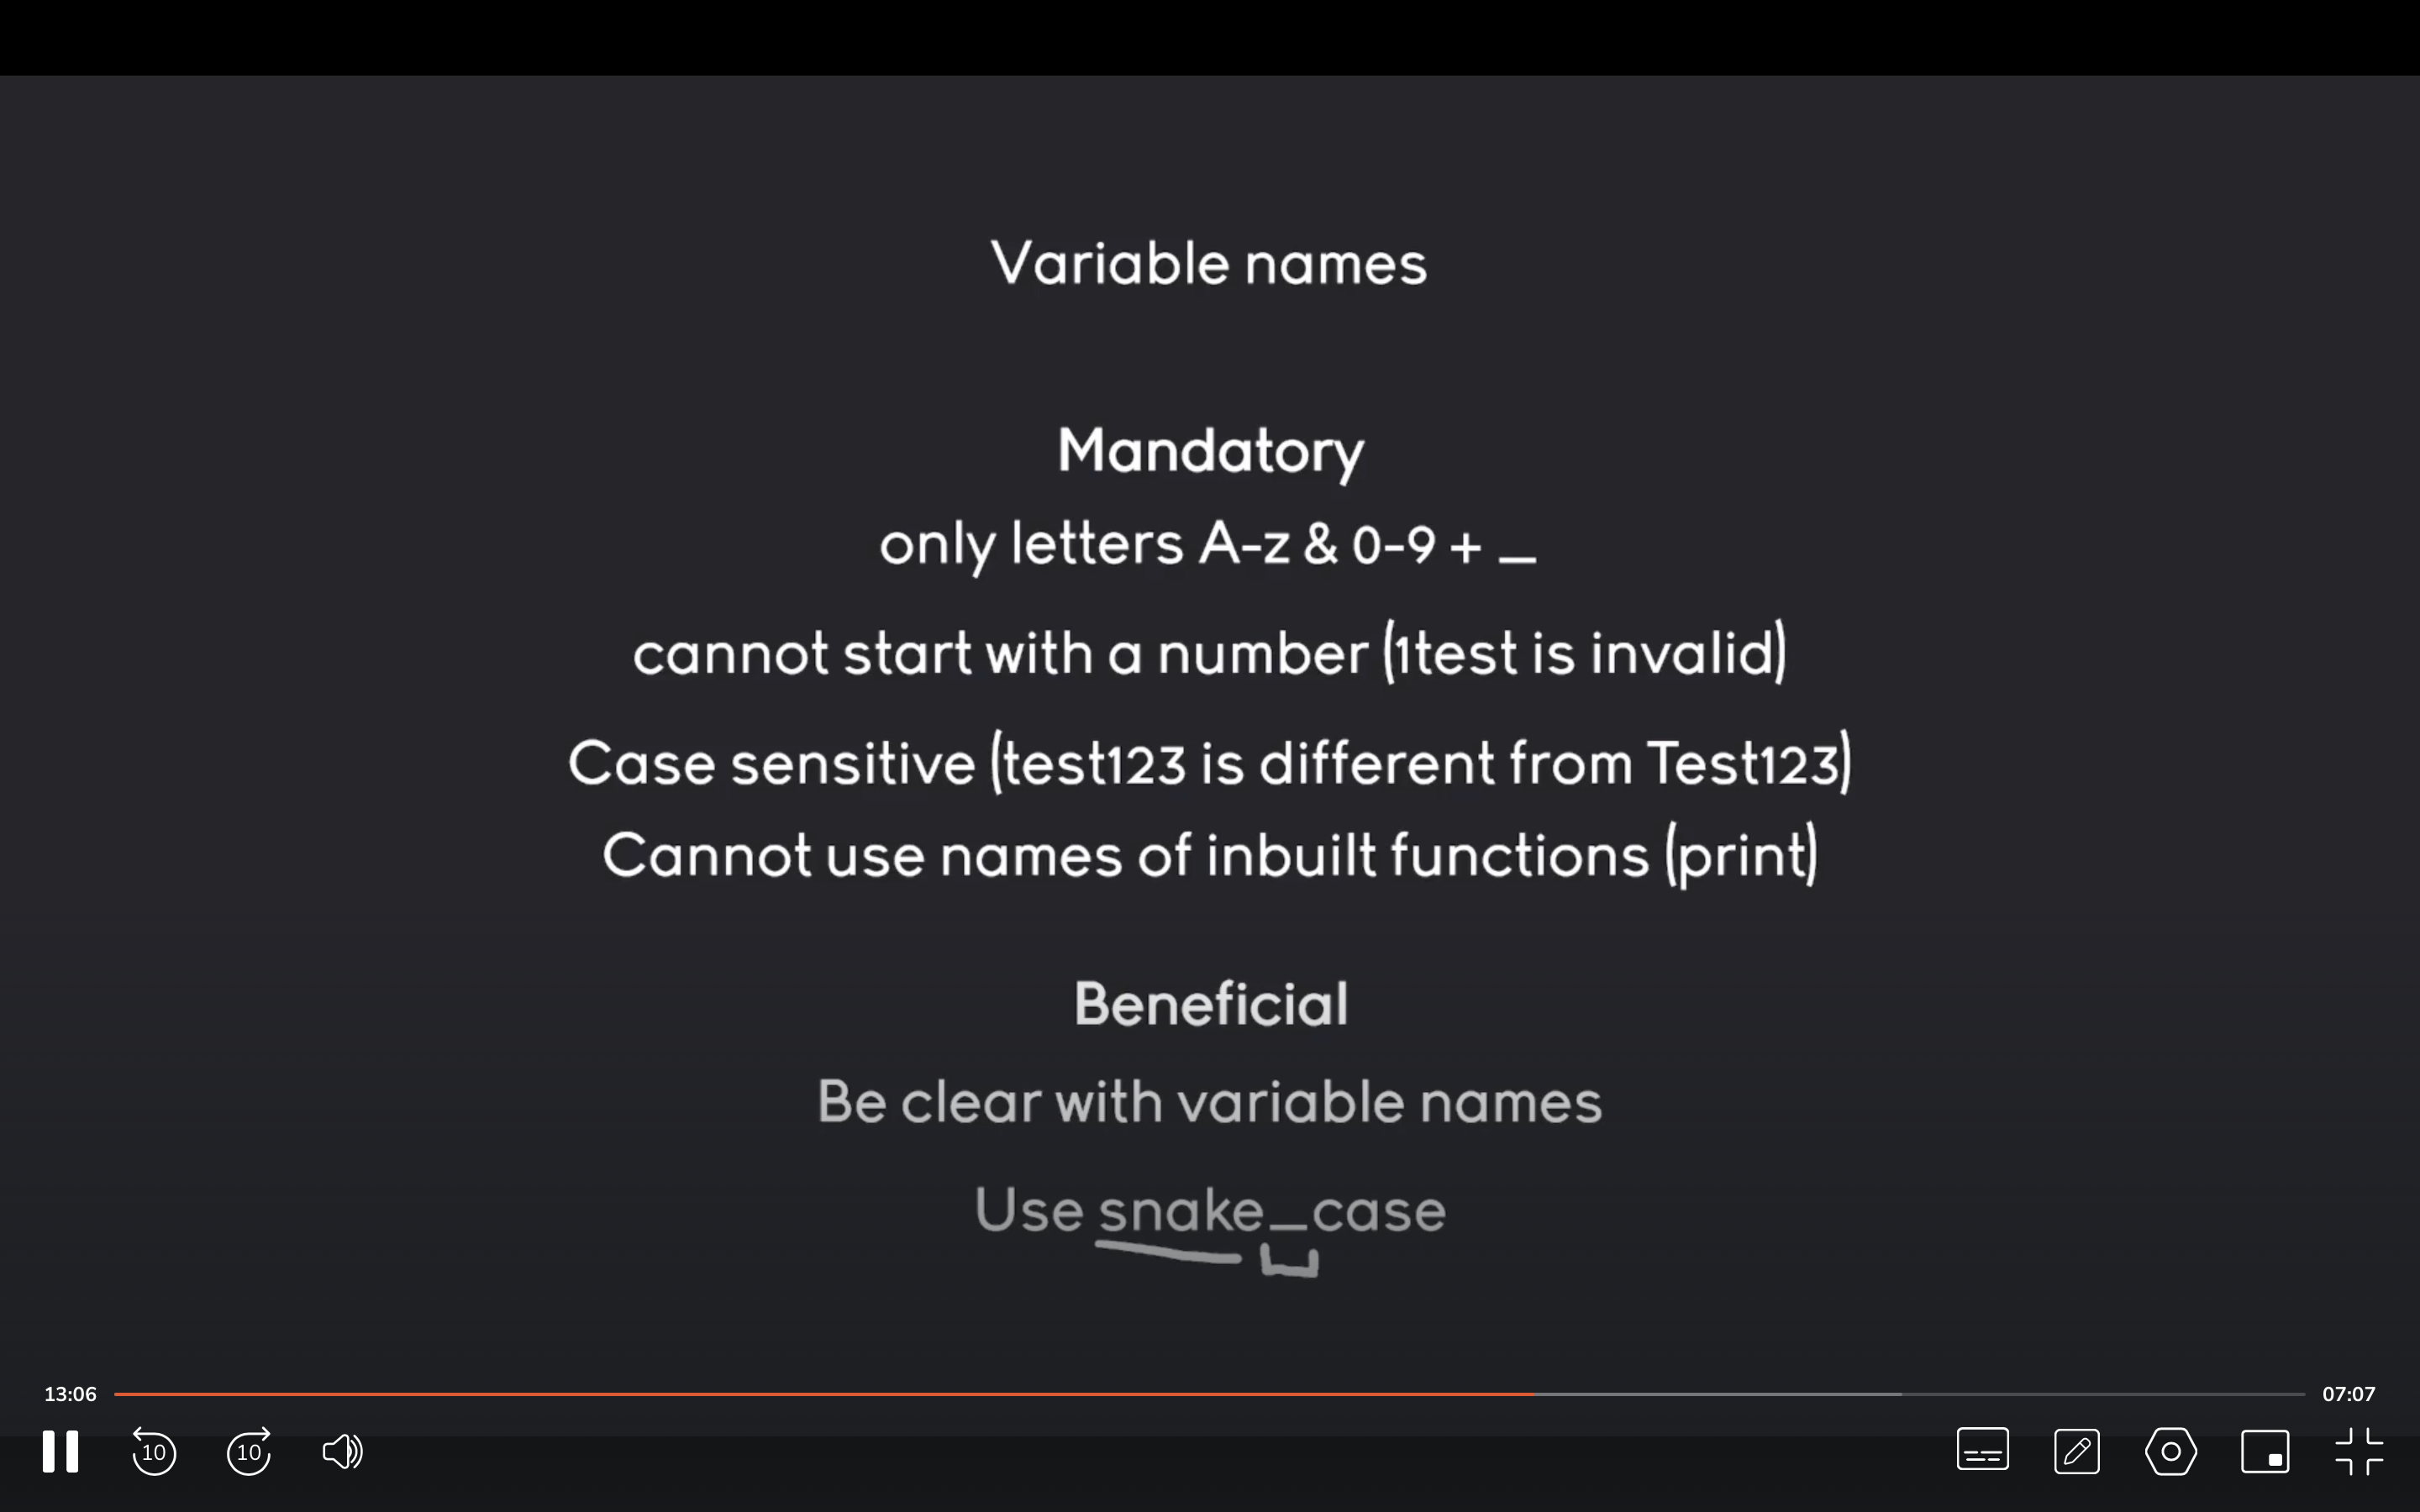 Variable names
Mandatory
only letters A-z & 0-9 + _
cannot start with a number (1test is invalid)
Case sensitive (test123 is different from Test123)
Cannot use names of inbuilt functions (print)
Beneficial
Be clear with variable names
Use snake_case
13:06 07:07
10 10